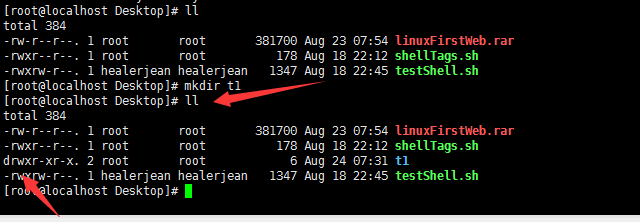 [root@localhost Desktop]# ll
total 384
-rw-r--r--. 1 root root 381700 Aug 23 07:54 linuxFirstWeb.rar
-rwxr--r--. 1 root root 178 Aug 18 22:12 shellTags.sh
-rwxrw-r--. 1 healerjean healerjean 1347 Aug 18 22:45 testShell.sh
[root@localhost Desktop]# mkdir t1
[root@localhost Desktop]# ll
total 384
-rw-r--r--. 1 root root 381700 Aug 23 07:54 linuxFirstWeb.rar
-rwxr--r--. 1 root root 178 Aug 18 22:12 shellTags.sh
drwxr-xr-x. 2 root root 6 Aug 24 07:31 t1
-rwxrw-r--. 1 healerjean healerjean 1347 Aug 18 22:45 testShell.sh
[root@localhost Desktop]#